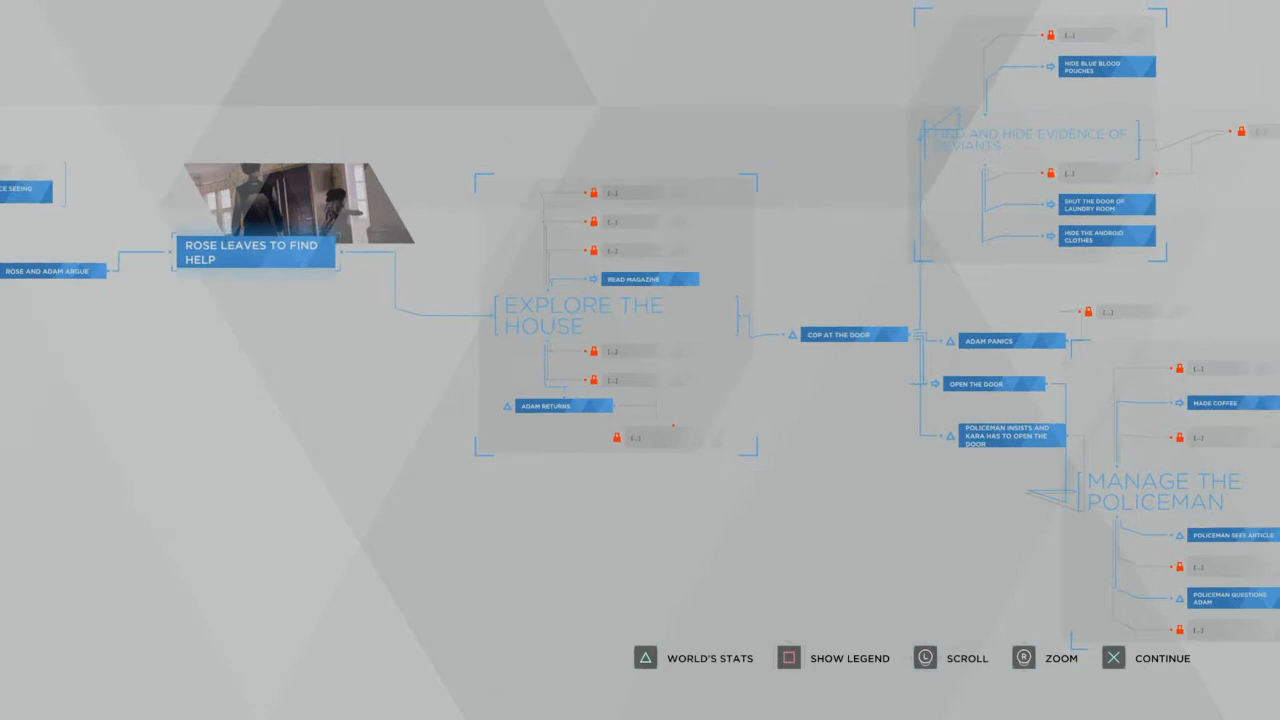 CE SEEING
ROSE AND ADAM ARGUE
ROSE LEAVES TO FIND
HELP
[...]
[...]
[...]
READ MAGAZINE
EXPLORE THE
HOUSE
[...]
[...]
ADAM RETURNS
[...]
COP AT THE DOOR
[...]
HIDE BLUE BLOOD
POUCHES
FIND AND HIDE EVIDENCE OF
DEVIANTS
[...]
[...]
SHUT THE DOOR OF
LAUNDRY ROOM
HIDE THE ANDROID
CLOTHES
[...]
ADAM PANICS
OPEN THE DOOR
POLICEMAN INSISTS AND
KARA HAS TO OPEN THE
DOOR
[...]
MADE COFFEE
[...]
MANAGE THE
POLICEMAN
POLICEMAN SEES ARTICLE
[...]
POLICEMAN QUESTIONS
ADAM
[...]
WORLD'S STATS
SHOW LEGEND
L
SCROLL
R
ZOOM
CONTINUE